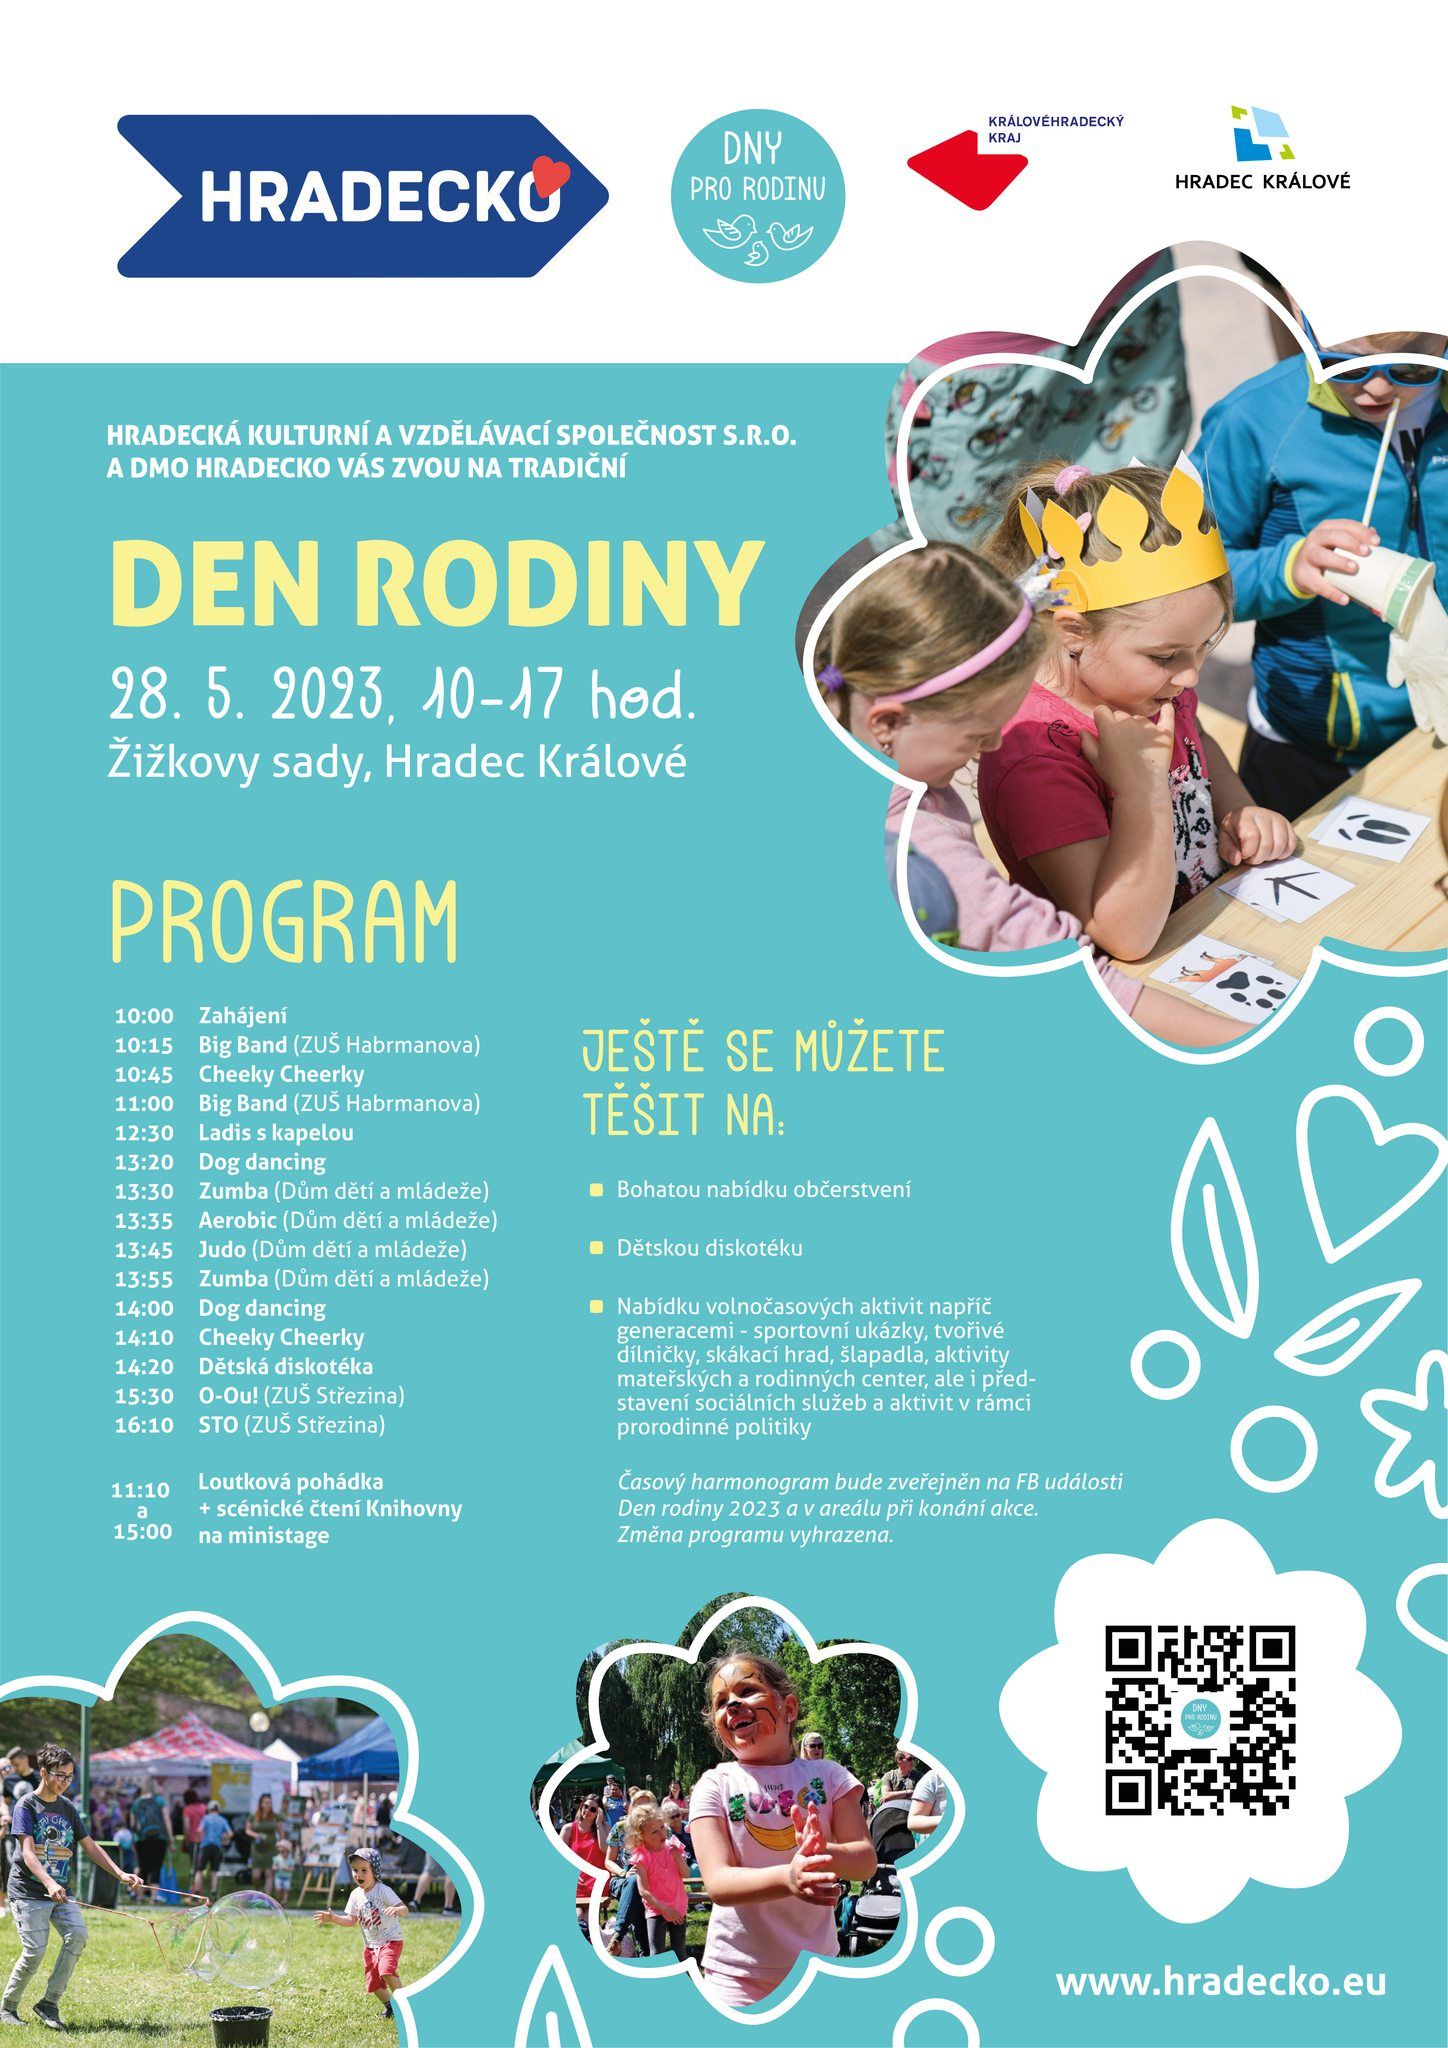 HRADECKO
DNY
PRO RODINU
KRÁLOVÉHRADECKÝ
KRAJ
HRADEC KRÁLOVÉ
HRADECKÁ KULTURNÍ A VZDĚLÁVACÍ SPOLEČNOST S.R.O.
A DMO HRADECKO VÁS ZVOU NA TRADIČNÍ
DEN RODINY
28. 5. 2023, 10-17 hod.
Žižkovy sady, Hradec Králové
PROGRAM
10:00 Zahájení
10:15 Big Band (ZUŠ Habrmanova)
10:45 Cheeky Cheerky
11:00 Big Band (ZUŠ Habrmanova)
12:30 Ladis s kapelou
13:20 Dog dancing
13:30 Zumba (Dům dětí a mládeže)
13:35 Aerobic (Dům dětí a mládeže)
13:45 Judo (Dům dětí a mládeže)
13:55 Zumba (Dům dětí a mládeže)
14:00 Dog dancing
14:10 Cheeky Cheerky
14:20 Dětská diskotéka
15:30 O-Ou! (ZUŠ Střezina)
16:10 STO (ZUŠ Střezina)
11:10
a
15:00
Loutková pohádka
+ scénické čtení Knihovny
na ministage
JEŠTĚ SE MŮŽETE
TĚŠIT NA:
Bohatou nabídku občerstvení
Dětskou diskotéku
Nabídku volnočasových aktivit napříč
generacemi - sportovní ukázky, tvořivé
dílničky, skákací hrad, šlapadla, aktivity
mateřských a rodinných center, ale i před-
stavení sociálních služeb a aktivit v rámci
prorodinné politiky
Časový harmonogram bude zveřejněn na FB události
Den rodiny 2023 a v areálu při konání akce.
Změna programu vyhrazena.
DNY
PRO RODINU
www.hradecko.eu